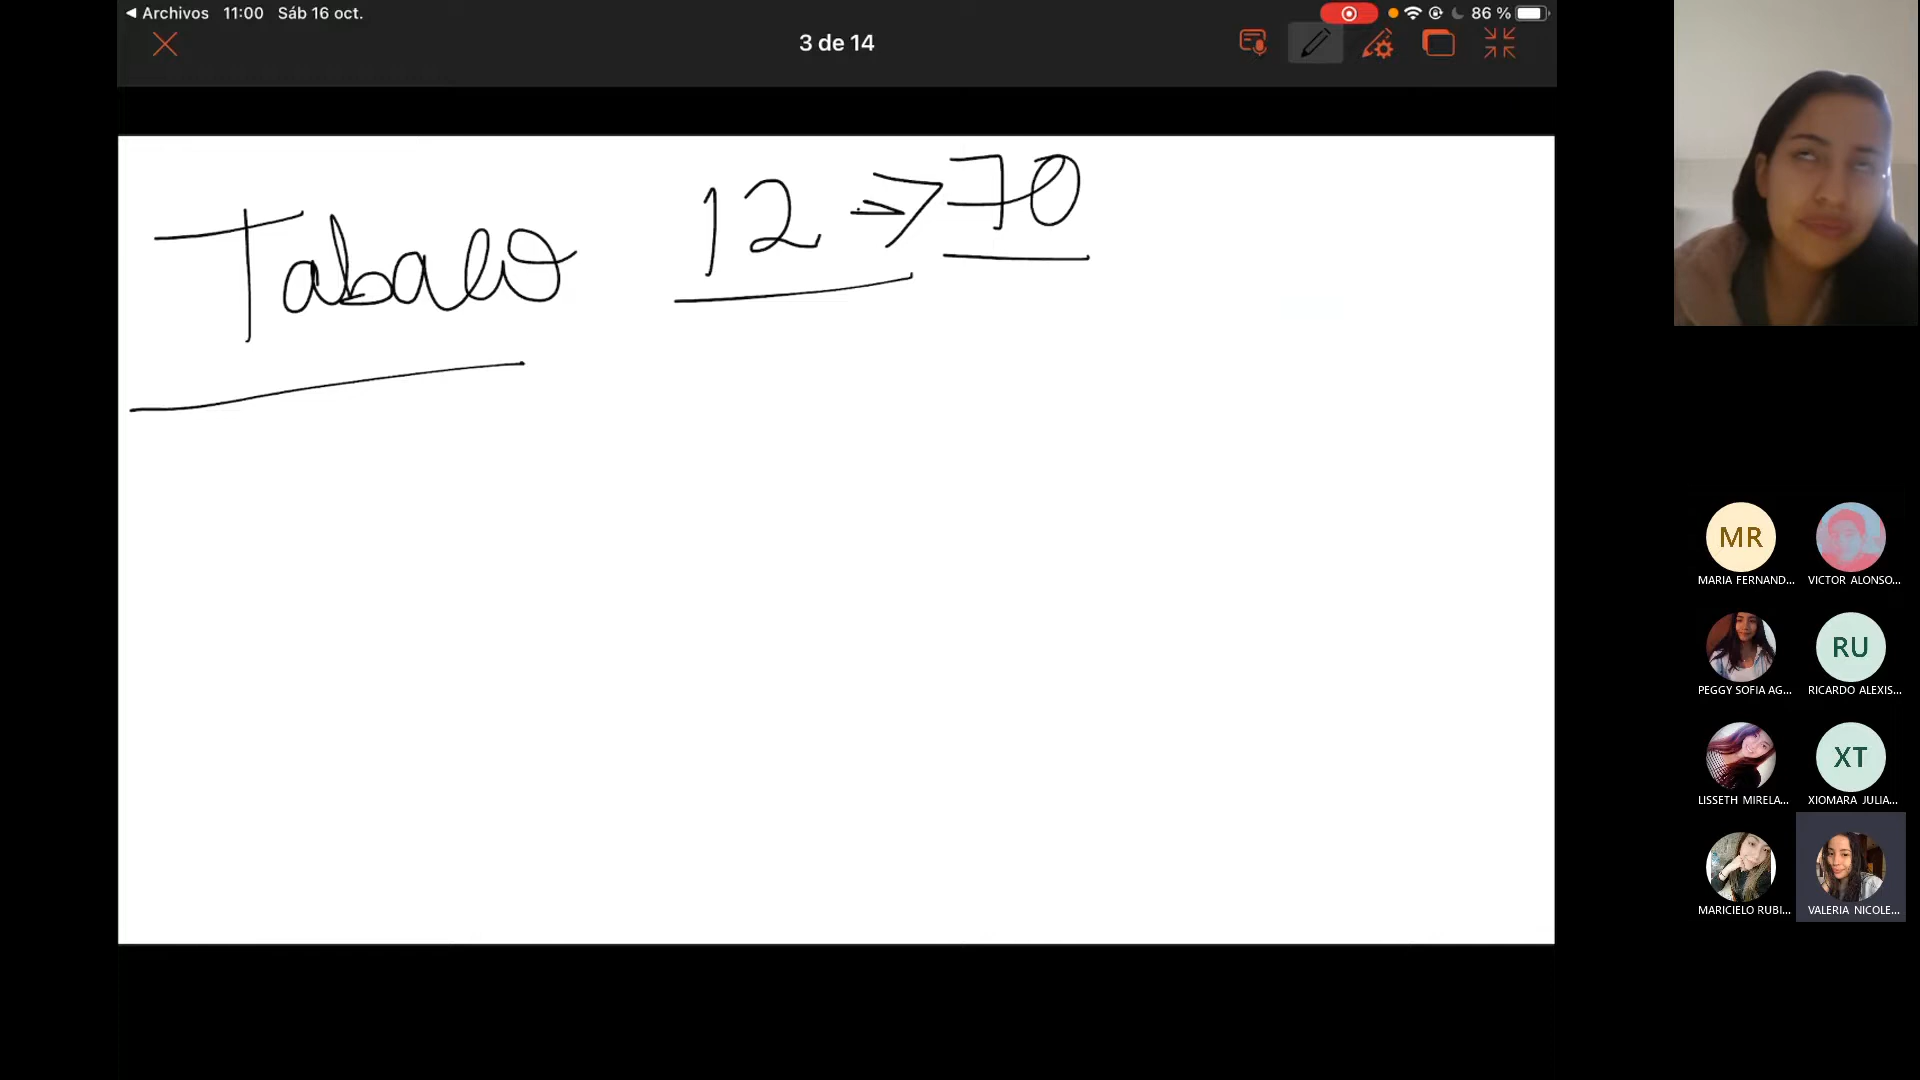 Archivos 11:00 Sáb 16 oct. 86 %
3 de 14
Tabaco 12 => 70
MR
MARIA FERNAND... VICTOR ALONSO...
RU
PEGGY SOFIA AG... RICARDO ALEXIS...
XT
LISSETH MIRELA... XIOMARA JULIA...
MARICIELO RUBI... VALERIA NICOLE...